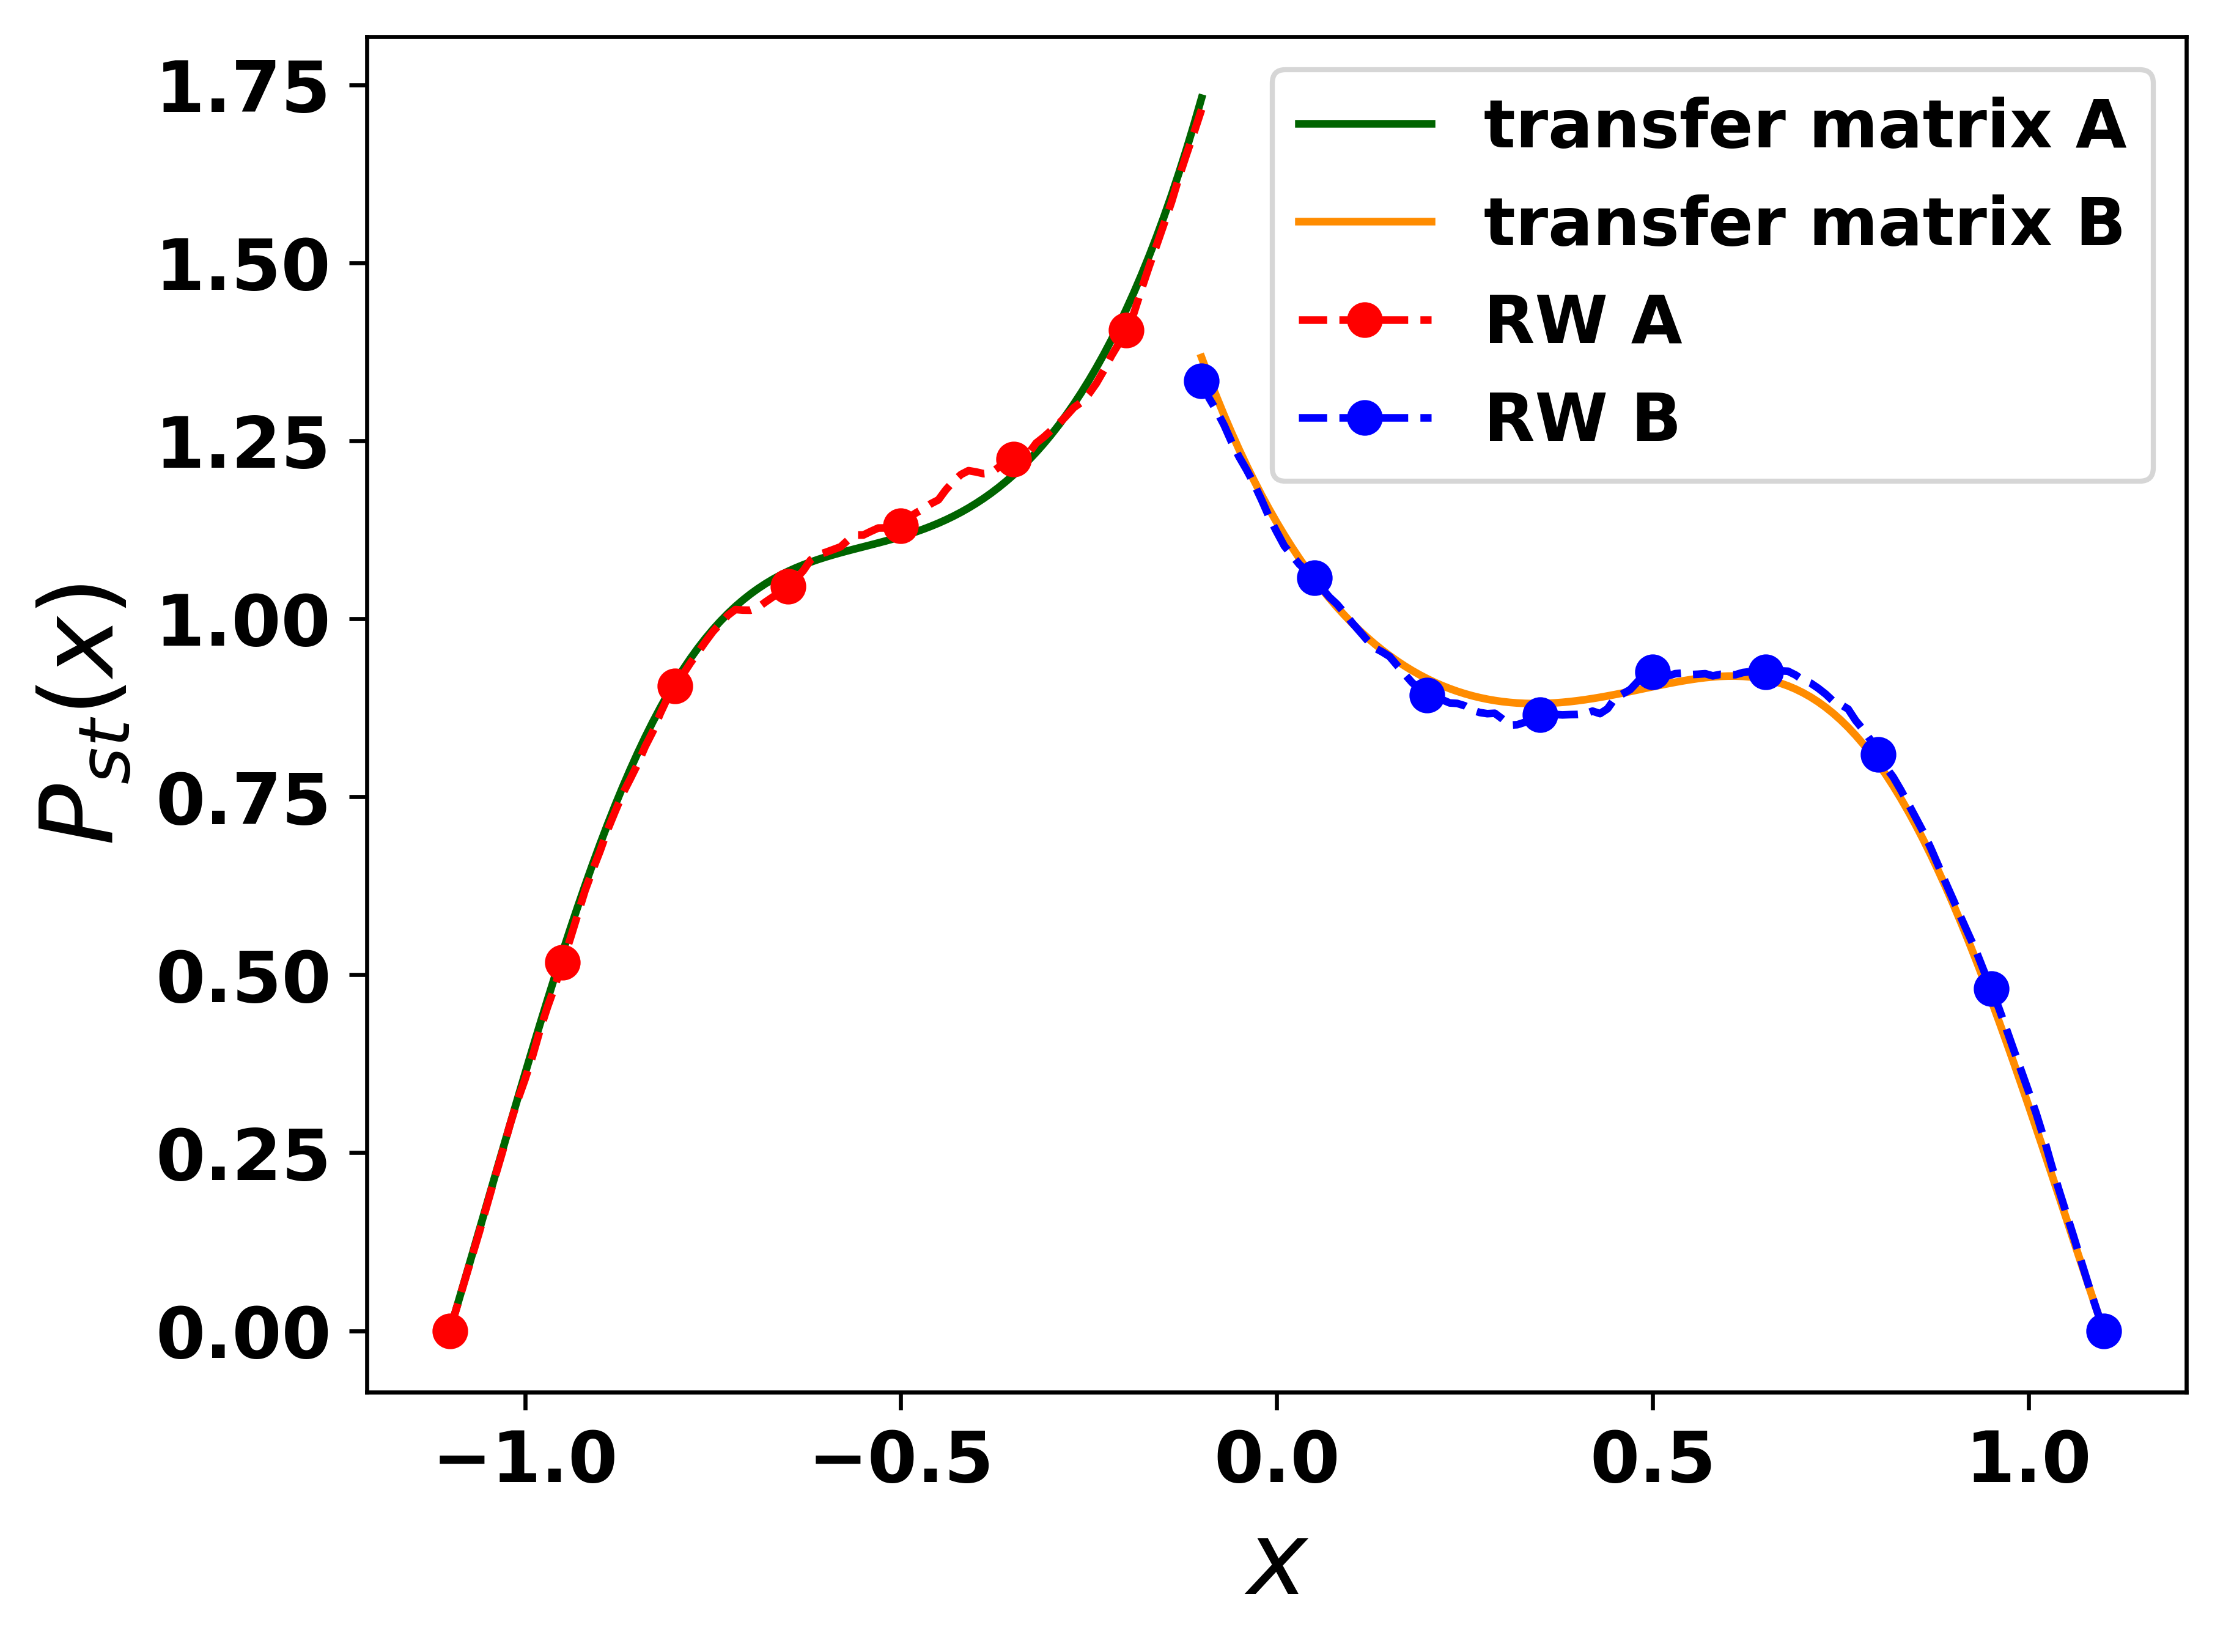 1.75
1.50
1.25
1.00
0.75
0.50
0.25
0.00
P_st(x)
transfer matrix A
transfer matrix B
RW A
RW B
−1.0
−0.5
0.0
0.5
1.0
x